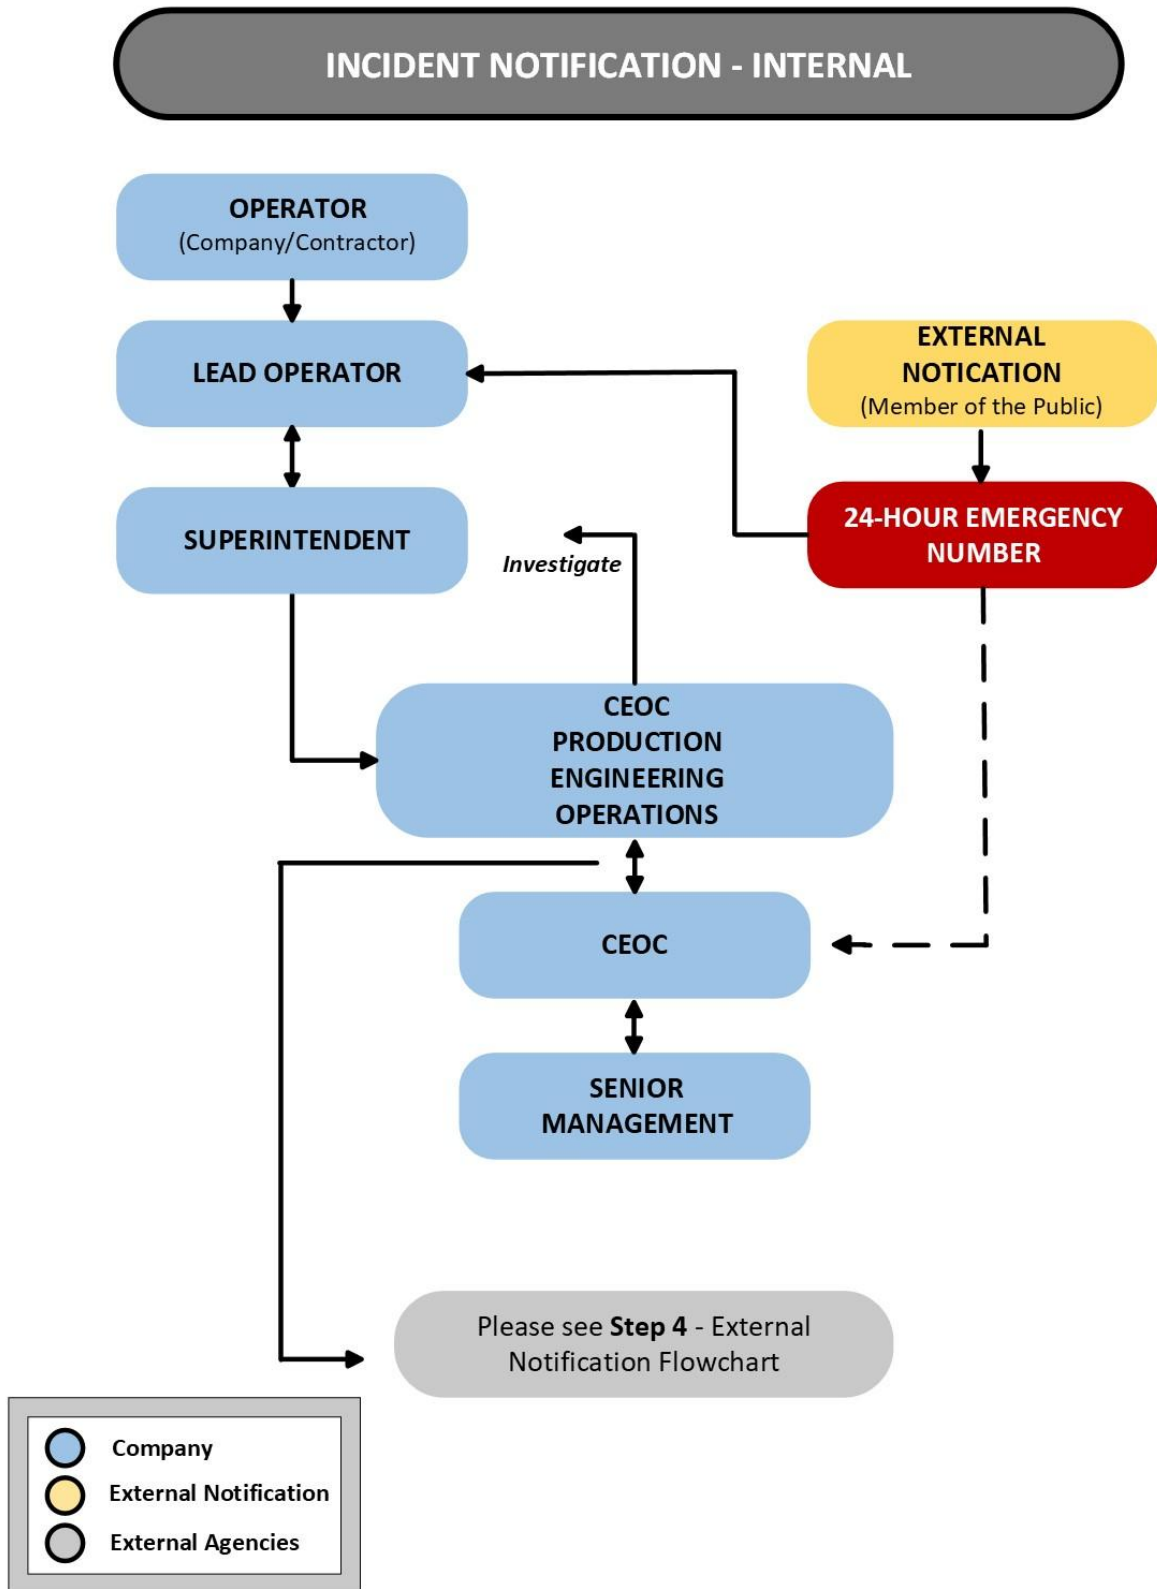 INCIDENT NOTIFICATION - INTERNAL
OPERATOR
(Company/Contractor)
LEAD OPERATOR
EXTERNAL
NOTICATION
(Member of the Public)
SUPERINTENDENT
24-HOUR EMERGENCY
NUMBER
Investigate
CEOC
PRODUCTION
ENGINEERING
OPERATIONS
CEOC
SENIOR
MANAGEMENT
Please see Step 4 - External
Notification Flowchart
Company
External Notification
External Agencies